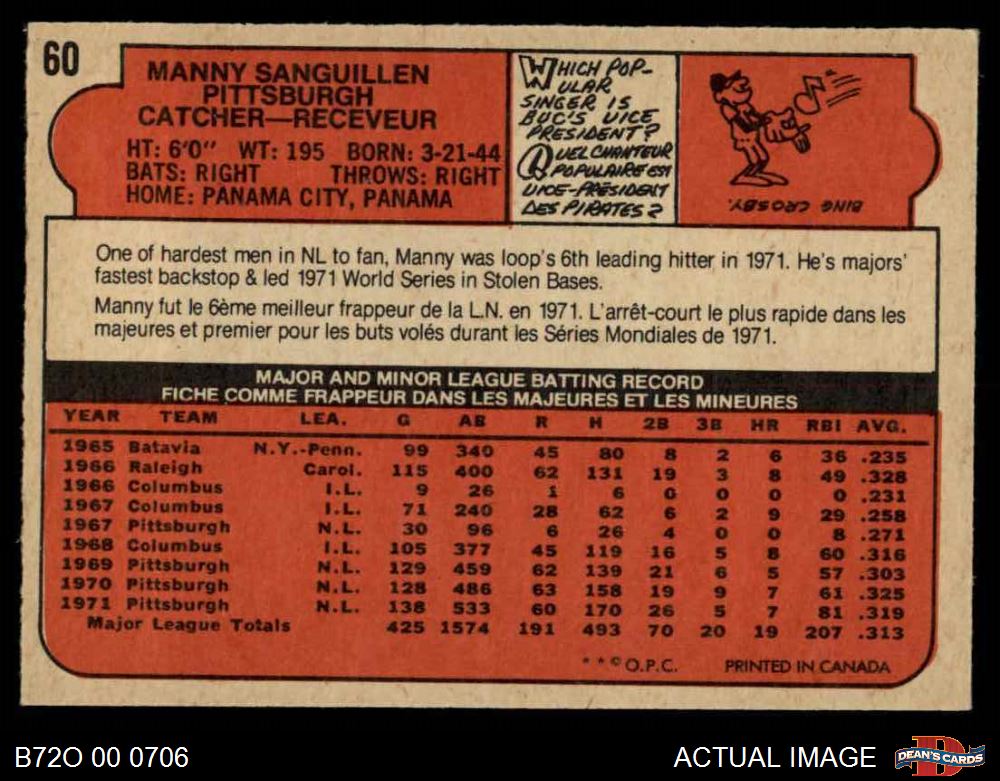 60
MANNY SANGUILLEN
PITTSBURGH
CATCHER—RECEVEUR
HT: 6'0" WT: 195 BORN: 3-21-44
BATS: RIGHT THROWS: RIGHT
HOME: PANAMA CITY, PANAMA
WHICH POP-
ULAR
SINGER IS
BUC'S VICE
PRESIDENT?
QUEL CHANTEUR
POPULAIRE EST
VICE-PRÉSIDENT
DES PIRATES?
BING CROSBY.
One of hardest men in NL to fan, Manny was loop's 6th leading hitter in 1971. He's majors'
fastest backstop & led 1971 World Series in Stolen Bases.
Manny fut le 6ème meilleur frappeur de la L.N. en 1971. L'arrêt-court le plus rapide dans les
majeures et premier pour les buts volés durant les Séries Mondiales de 1971.
MAJOR AND MINOR LEAGUE BATTING RECORD
FICHE COMME FRAPPEUR DANS LES MAJEURES ET LES MINEURES
YEAR TEAM LEA. G AB R H 2B 3B HR RBI AVG.
1965 Batavia N.Y.-Penn. 99 340 45 80 8 2 6 36 .235
1966 Raleigh Carol. 115 400 62 131 19 3 8 49 .328
1966 Columbus I.L. 9 26 1 6 0 0 0 0 .231
1967 Columbus I.L. 71 240 28 62 6 2 9 29 .258
1967 Pittsburgh N.L. 30 96 6 26 4 0 0 8 .271
1968 Columbus I.L. 105 377 45 119 16 5 8 60 .316
1969 Pittsburgh N.L. 129 459 62 139 21 6 5 57 .303
1970 Pittsburgh N.L. 128 486 63 158 19 9 7 61 .325
1971 Pittsburgh N.L. 138 533 60 170 26 5 7 81 .319
Major League Totals 425 1574 191 493 70 20 19 207 .313
* * © O.P.C. PRINTED IN CANADA
B72O 00 0706 ACTUAL IMAGE D DEAN'S CARDS